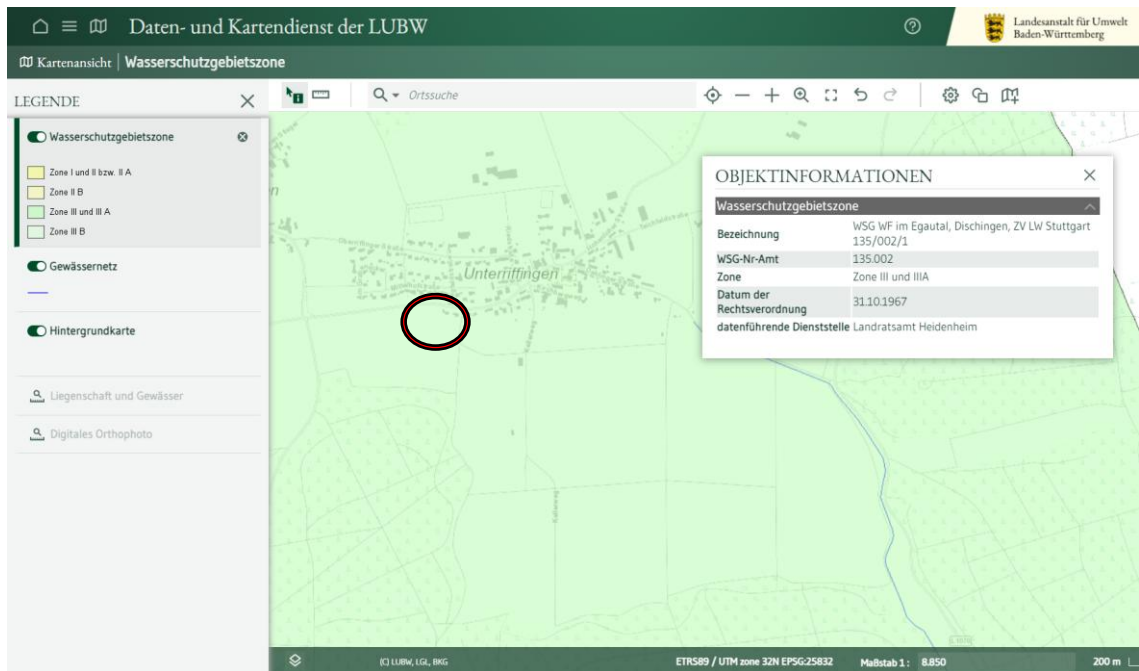 Daten- und Kartendienst der LUBW
Landesanstalt für Umwelt
Baden-Württemberg
Kartenansicht | Wasserschutzgebietszone
LEGENDE
Ortssuche
Wasserschutzgebietszone
Zone I und II bzw. II A
Zone II B
Zone III und III A
Zone III B
Gewässernetz
Hintergrundkarte
Liegenschaft und Gewässer
Digitales Orthophoto
Unterriffingen
OBJEKTINFORMATIONEN
Wasserschutzgebietszone
Bezeichnung WSG WF im Egautal, Dischingen, ZV LW Stuttgart
135/002/1
WSG-Nr-Amt 135.002
Zone Zone III und IIIA
Datum der
Rechtsverordnung 31.10.1967
datenführende Dienststelle Landratsamt Heidenheim
(C) LUBW, LGL, BKG
ETRS89 / UTM zone 32N EPSG:25832
Maßstab 1: 8.850
200 m